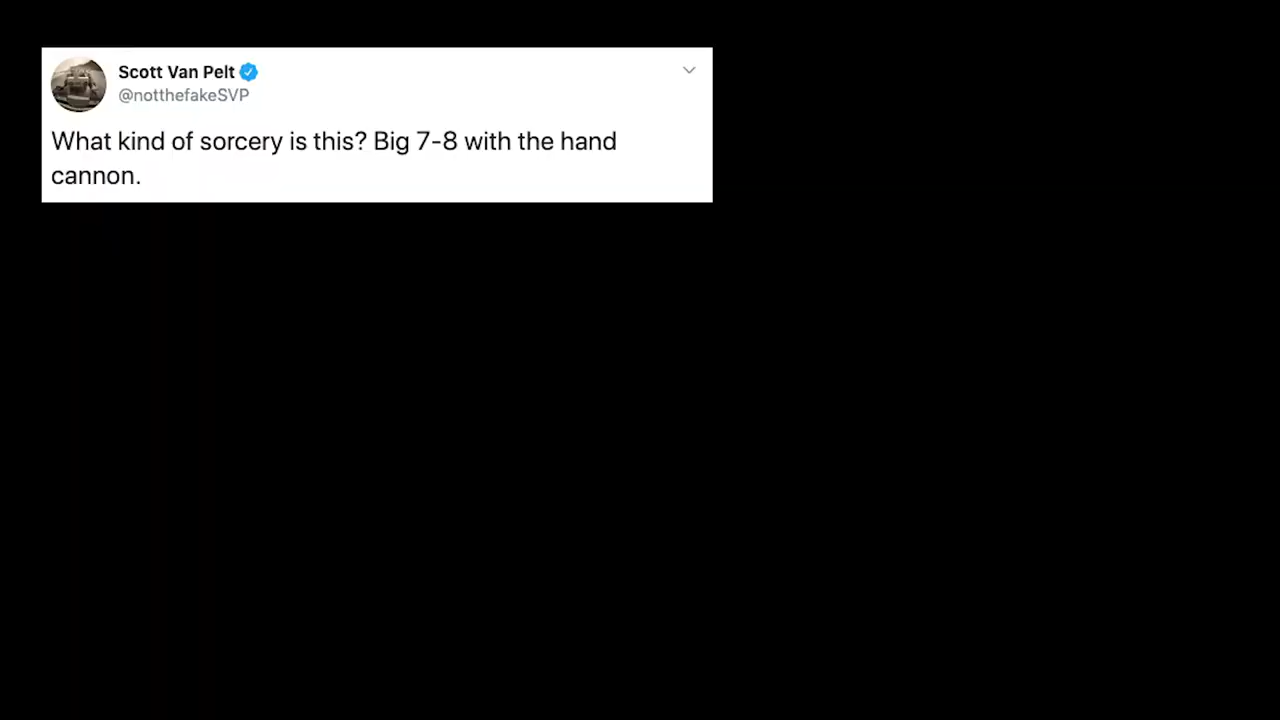 Scott Van Pelt
@notthefakeSVP
What kind of sorcery is this? Big 7-8 with the hand
cannon.